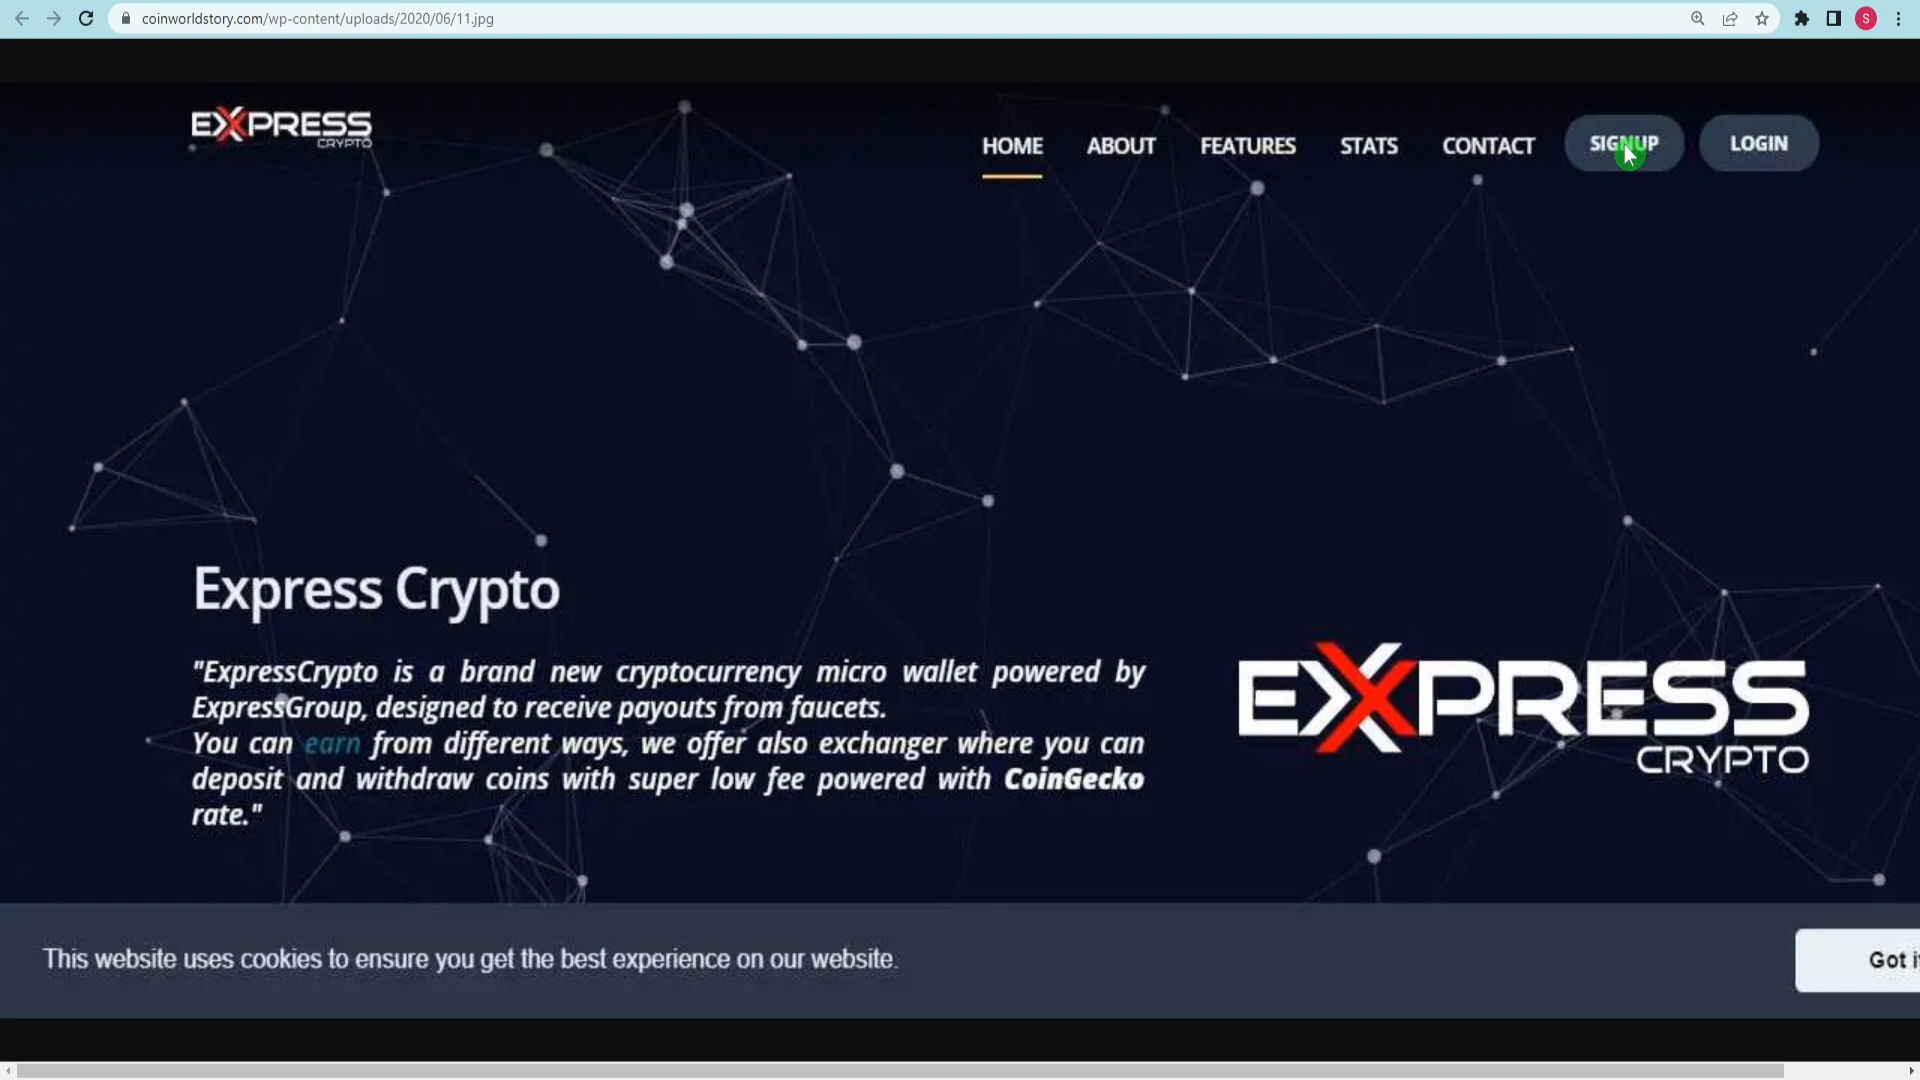 coinworldstory.com/wp-content/uploads/2020/06/11.jpg
S
EXPRESS
CRYPTO
HOME ABOUT FEATURES STATS CONTACT SIGNUP LOGIN
Express Crypto
"ExpressCrypto is a brand new cryptocurrency micro wallet powered by
ExpressGroup, designed to receive payouts from faucets.
You can earn from different ways, we offer also exchanger where you can
deposit and withdraw coins with super low fee powered with CoinGecko
rate."
EXPRESS
CRYPTO
This website uses cookies to ensure you get the best experience on our website.
Got i